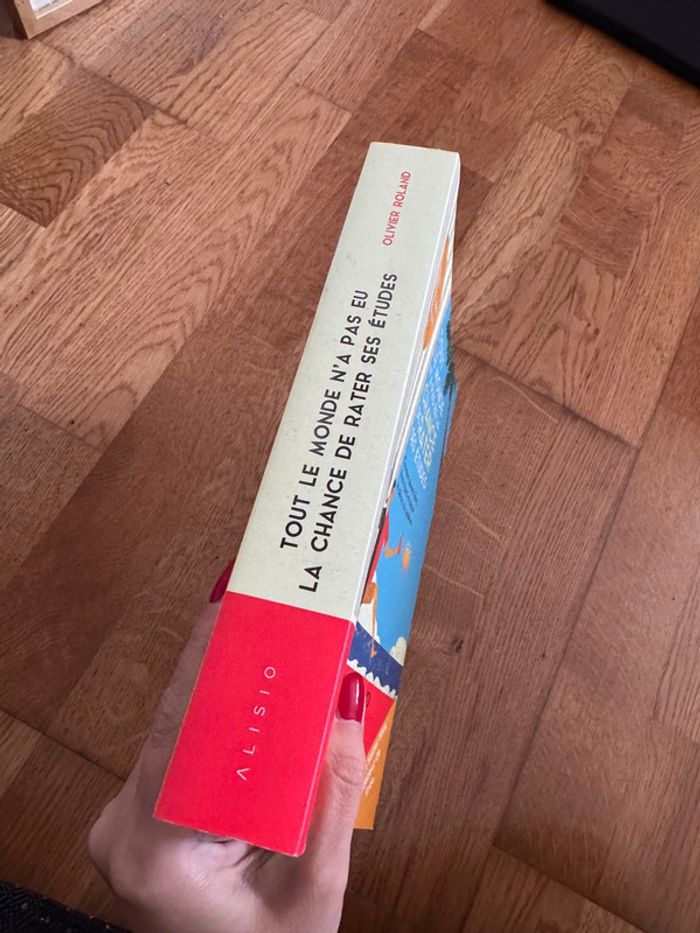 OLIVIER ROLAND
TOUT LE MONDE N'A PAS EU
LA CHANCE DE RATER SES ÉTUDES
ALISIO